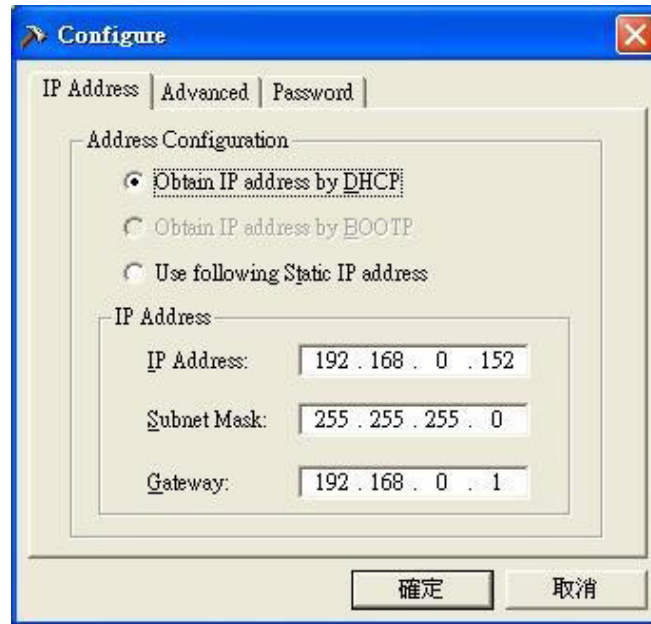 Configure
IP Address Advanced Password
Address Configuration
Obtain IP address by DHCP
Obtain IP address by BOOTP
Use following Static IP address
IP Address
IP Address: 192 . 168 . 0 . 152
Subnet Mask: 255 . 255 . 255 . 0
Gateway: 192 . 168 . 0 . 1
確定 取消